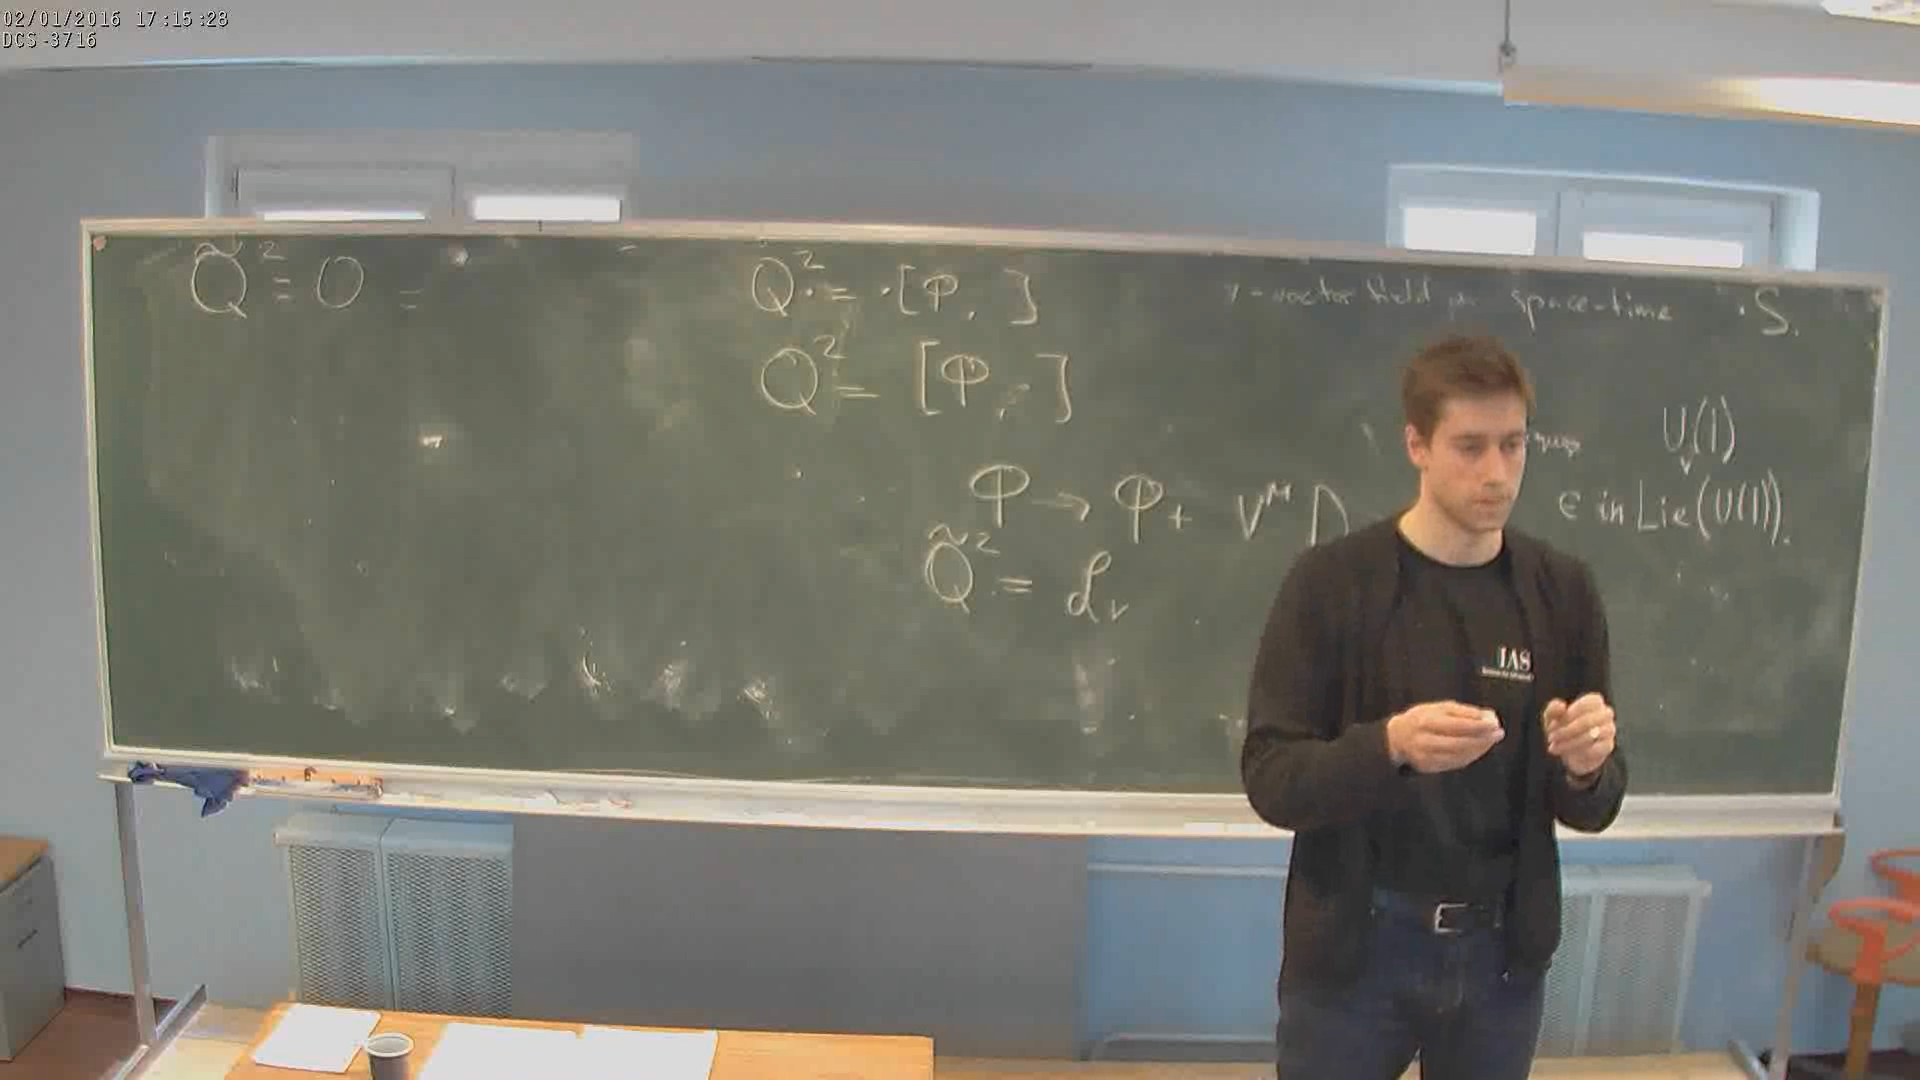 02/01/2016 17:15:28
DCS-3716
Q̃² = 0 =
Q² = [φ, ]
Q² = [φ, ]
φ → φ + V^μ D
Q̃² = ℒ_v
v - vector field on space-time
S.
U(1)
∈ in Lie(U(1)).
IAS